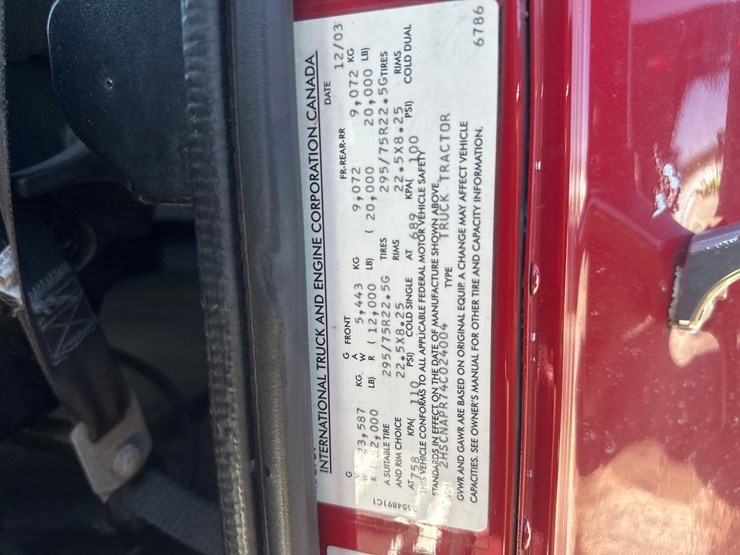 INTERNATIONAL TRUCK AND ENGINE CORPORATION CANADA
DATE 12/03
G G FRONT FR-REAR-RR
V 23,587 KG A W 5,443 KG 9,072 9,072 KG
W R ( 52,000 LB) R ( 12,000 LB) ( 20,000 20,000 LB)
A SUITABLE TIRE 295/75R22.5G TIRES 295/75R22.5G TIRES
AND RIM CHOICE 22.5X8.25 RIMS 22.5X8.25 RIMS
AT 758 KPA( 110 PSI) COLD SINGLE AT 689 KPA( 100 PSI) COLD DUAL
THIS VEHICLE CONFORMS TO ALL APPLICABLE FEDERAL MOTOR VEHICLE SAFETY
STANDARDS IN EFFECT ON THE DATE OF MANUFACTURE SHOWN ABOVE
2HSCNAPR74C024004 TYPE TRUCK TRACTOR
GVWR AND GAWR ARE BASED ON ORIGINAL EQUIP. A CHANGE MAY AFFECT VEHICLE
CAPACITIES. SEE OWNER'S MANUAL FOR OTHER TIRE AND CAPACITY INFORMATION.
6786